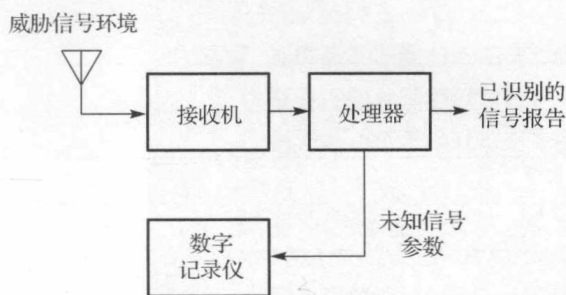 威胁信号环境
接收机
处理器
已识别的
信号报告
未知信号
参数
数字
记录仪